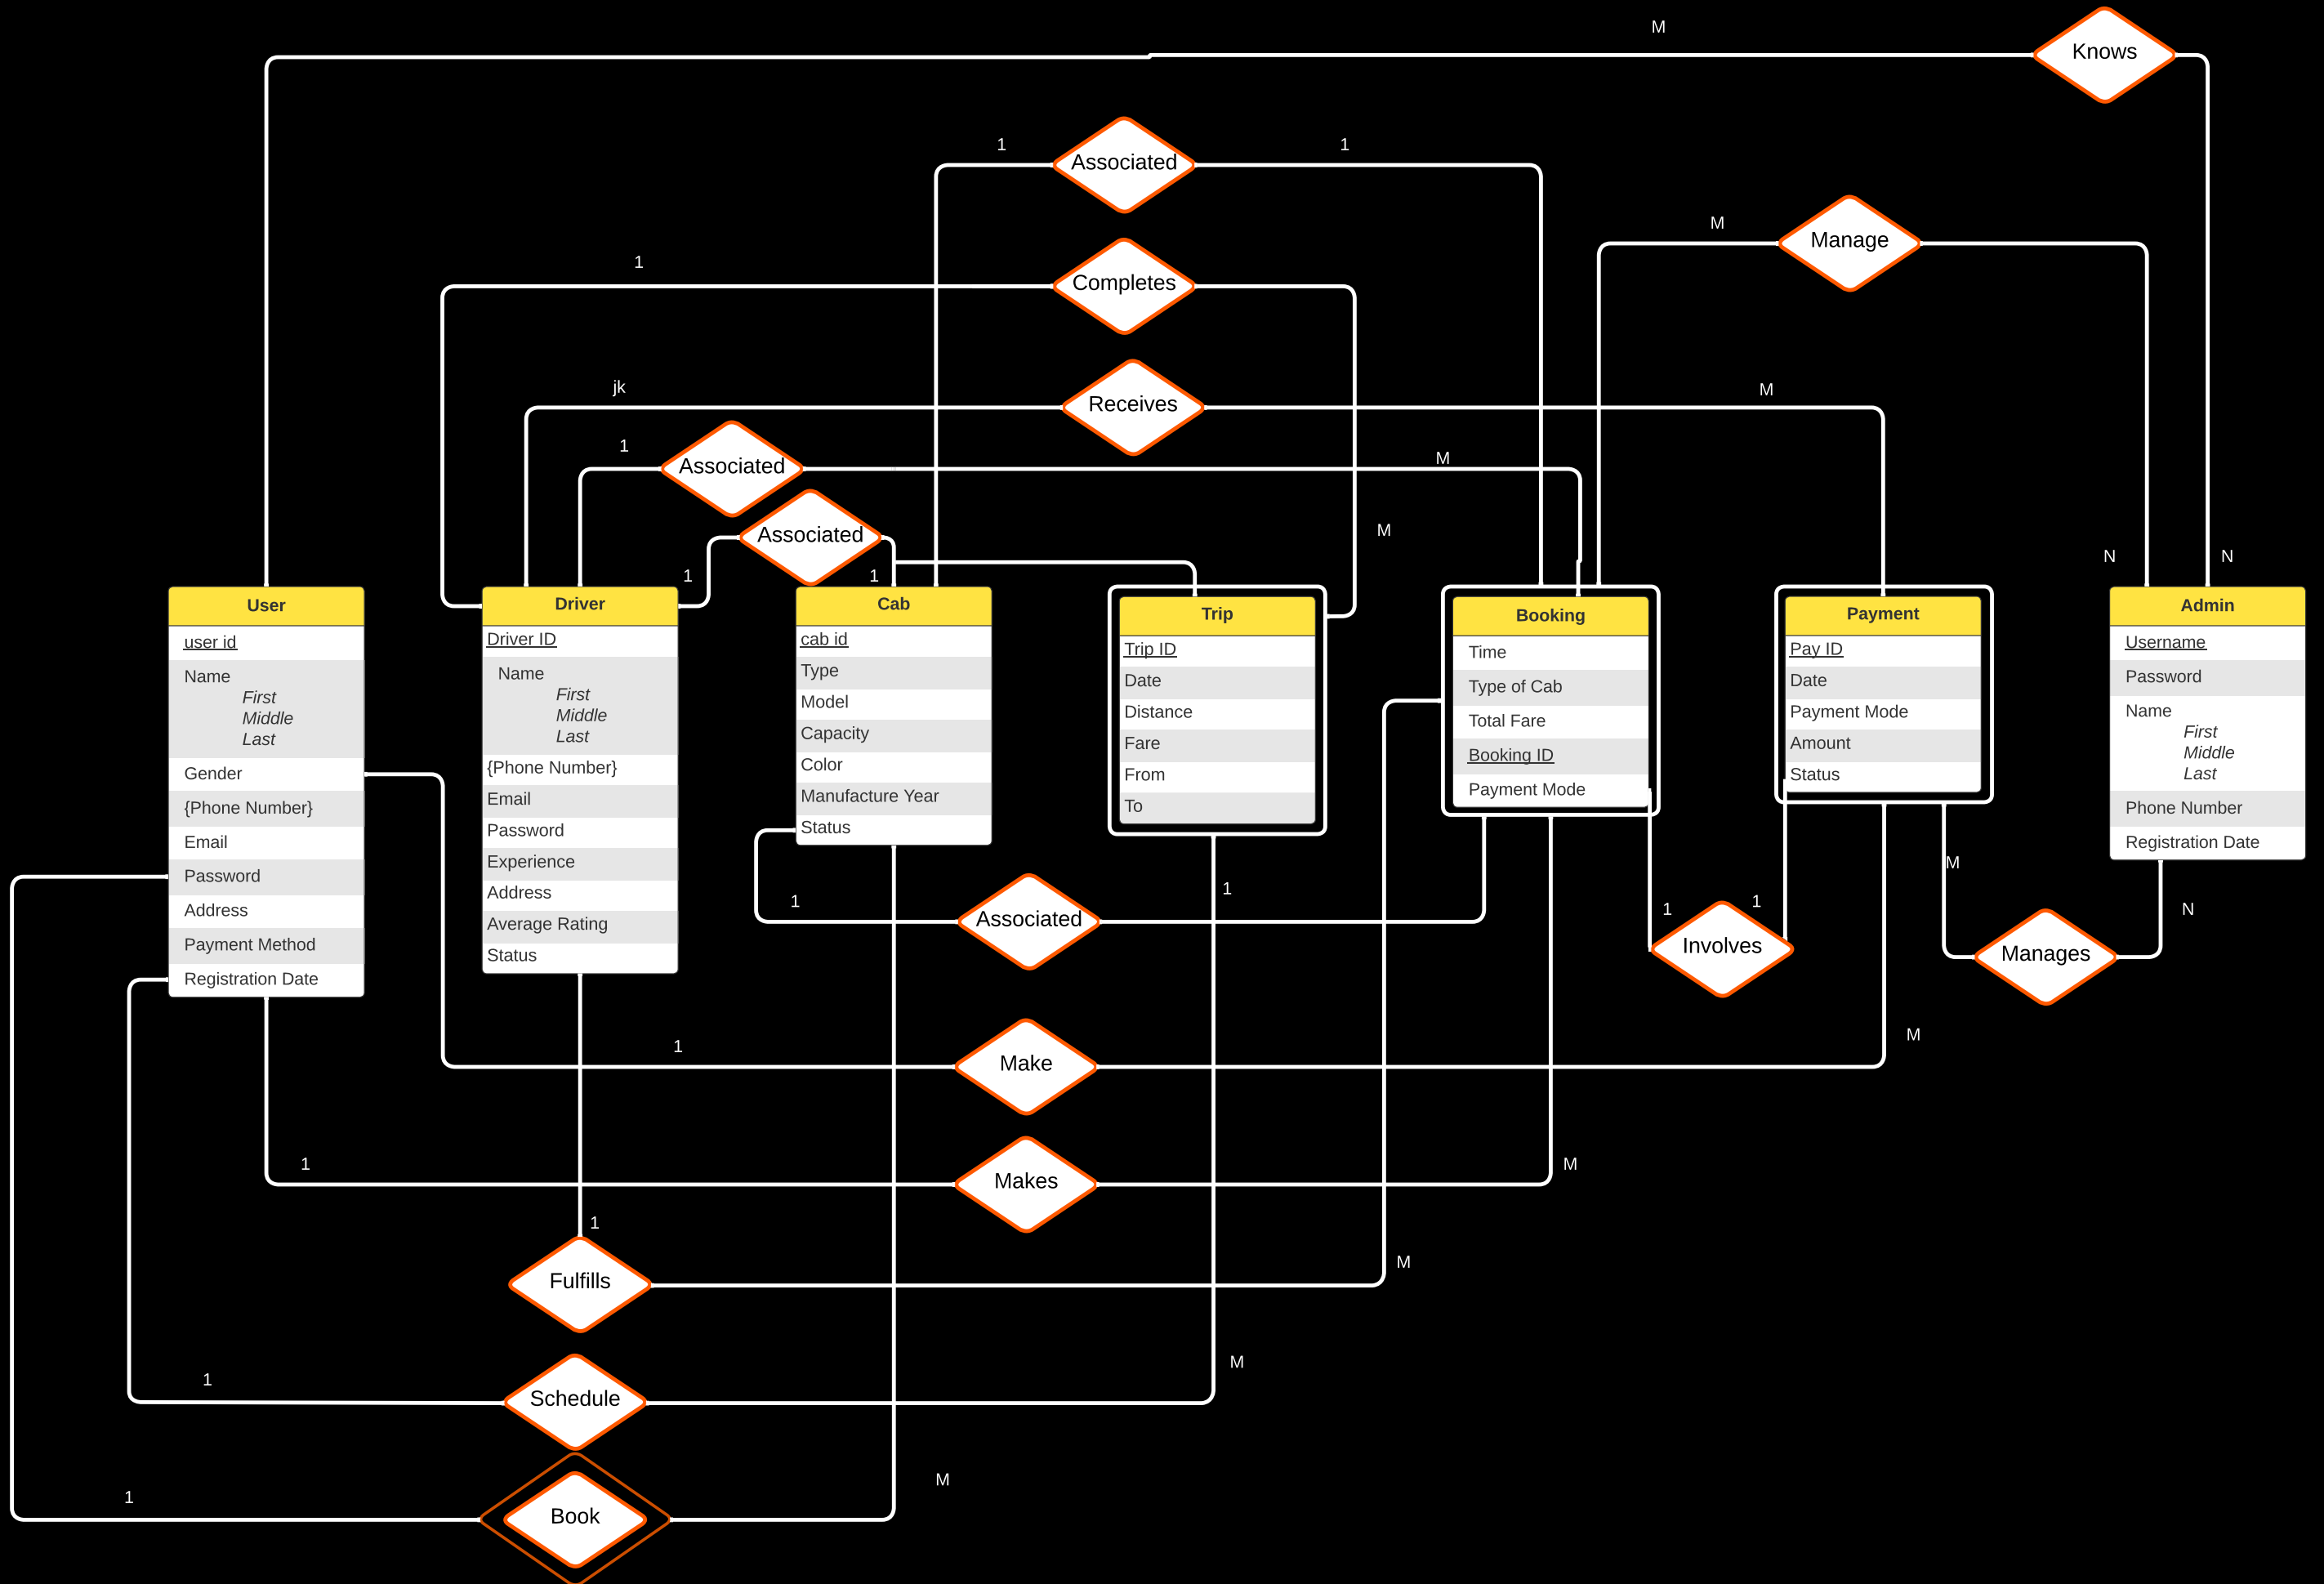 M
Knows
1
Associated
1
M
Manage
1
Completes
jk
Receives
M
1
Associated
M
Associated
M
N
N
1
1
User
user id
Name
First
Middle
Last
Gender
{Phone Number}
Email
Password
Address
Payment Method
Registration Date
Driver
Driver ID
Name
First
Middle
Last
{Phone Number}
Email
Password
Experience
Address
Average Rating
Status
Cab
cab id
Type
Model
Capacity
Color
Manufacture Year
Status
Trip
Trip ID
Date
Distance
Fare
From
To
Booking
Time
Type of Cab
Total Fare
Booking ID
Payment Mode
Payment
Pay ID
Date
Payment Mode
Amount
Status
Admin
Username
Password
Name
First
Middle
Last
Phone Number
Registration Date
1
Associated
1
1
Involves
1
M
Manages
N
1
Make
M
1
Makes
M
1
Fulfills
M
1
Schedule
M
1
Book
M